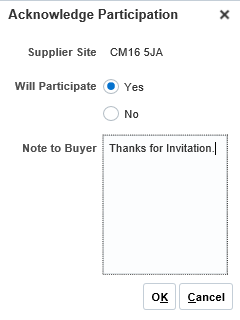 Acknowledge Participation
Supplier Site CM16 5JA
Will Participate Yes
No
Note to Buyer Thanks for Invitation.
OK Cancel